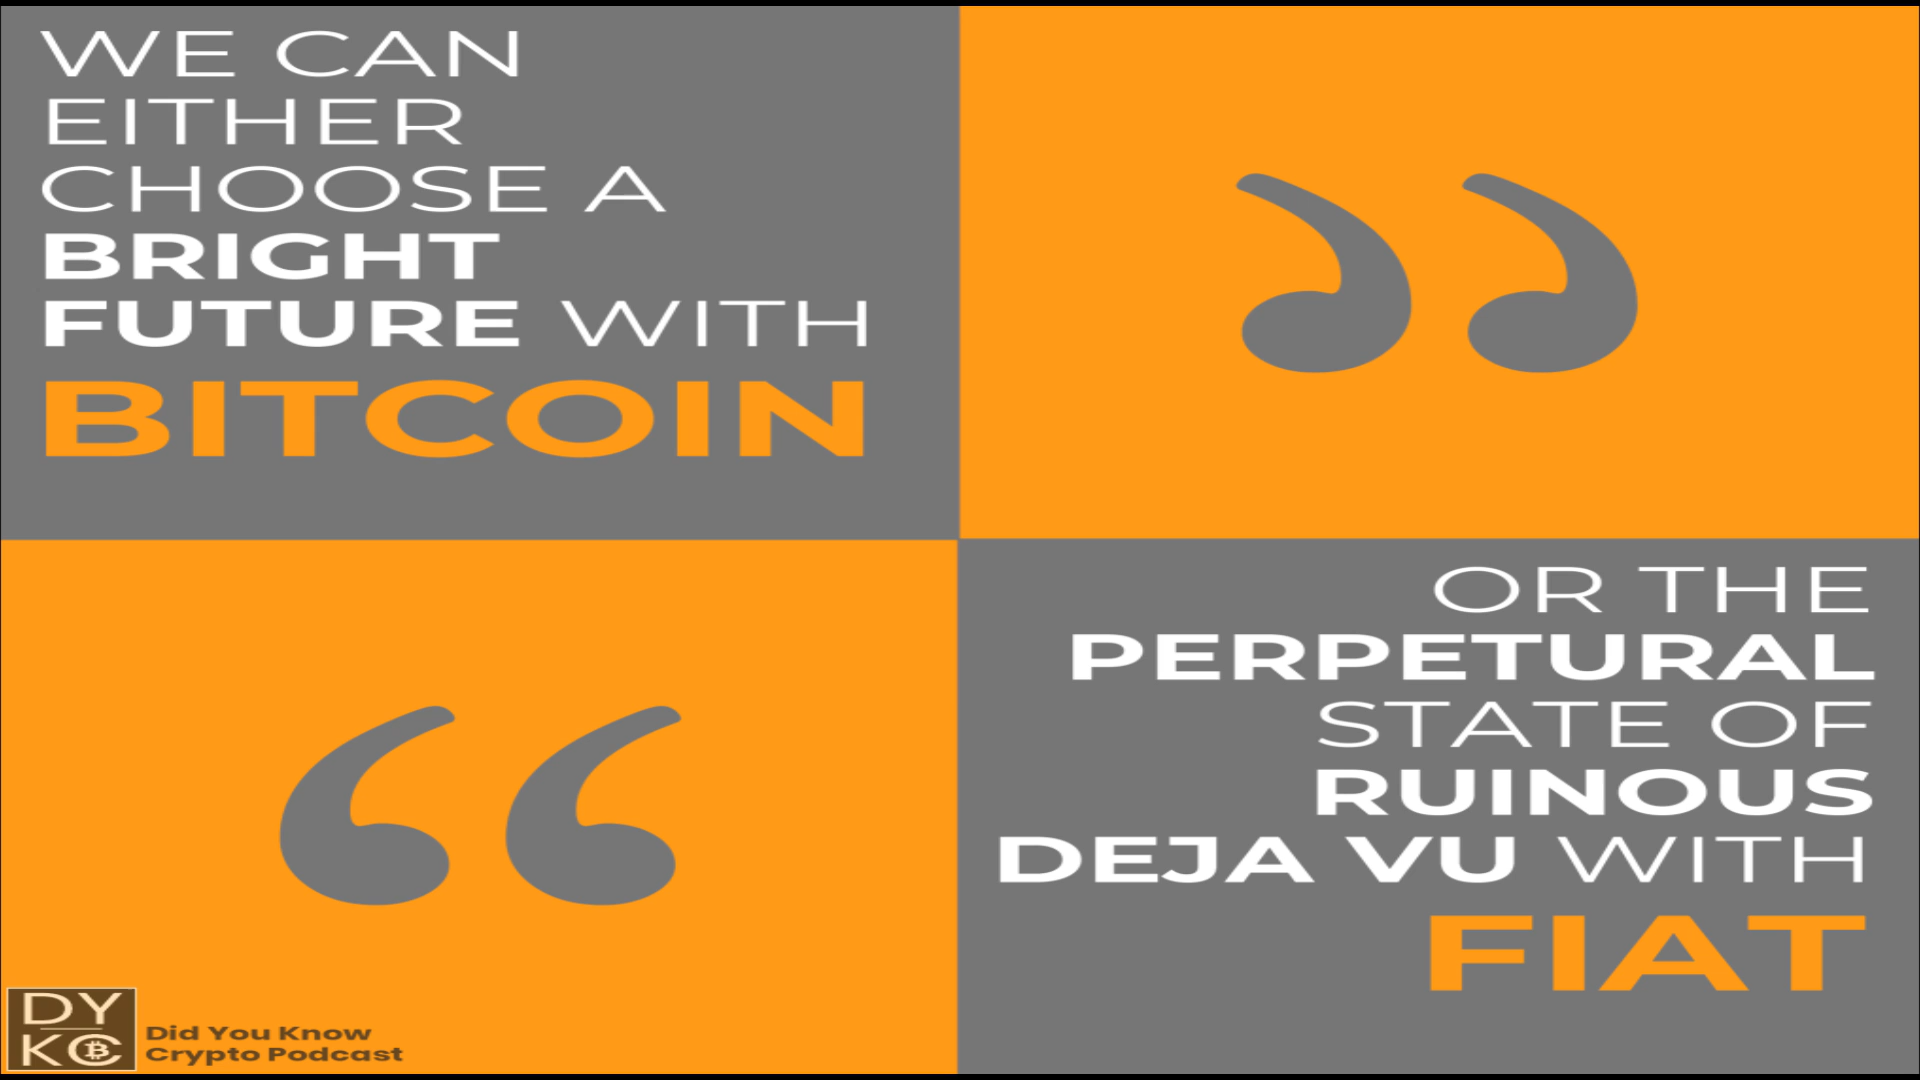 WE CAN
EITHER
CHOOSE A
BRIGHT
FUTURE WITH
BITCOIN
”
“
OR THE
PERPETURAL
STATE OF
RUINOUS
DEJA VU WITH
FIAT
DY
KC
Did You Know
Crypto Podcast